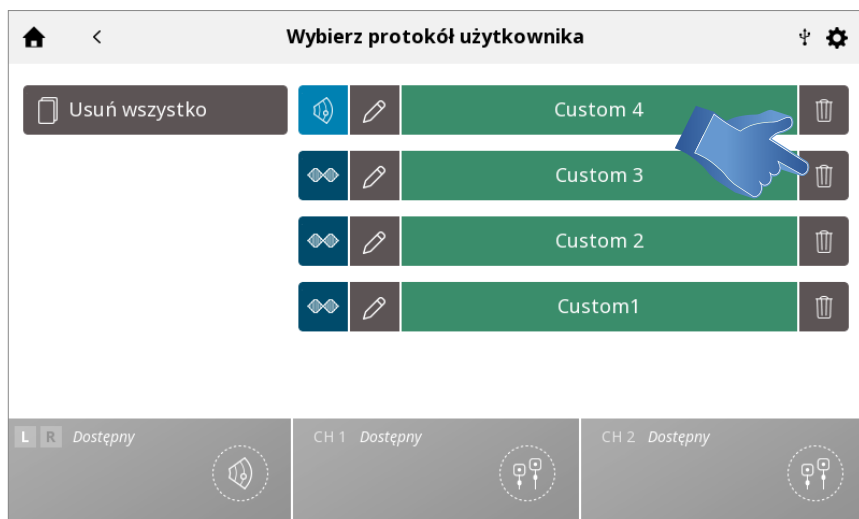 Wybierz protokół użytkownika
Usuń wszystko
Custom 4
Custom 3
Custom 2
Custom1
L R Dostępny
CH 1 Dostępny
CH 2 Dostępny